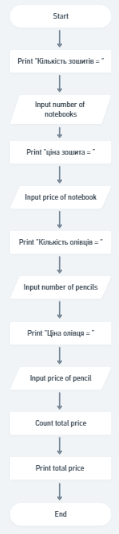 Start
Print "Кількість зошитів = "
Input number of
notebooks
Print "ціна зошита = "
Input price of notebook
Print "Кількість олівців = "
Input number of pencils
Print "Ціна олівця = "
Input price of pencil
Count total price
Print total price
End